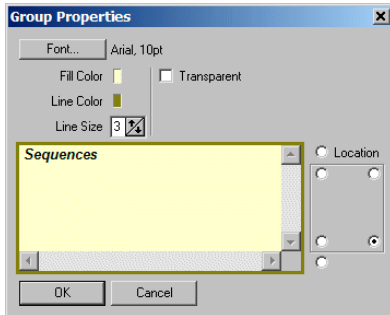 Group Properties
Font... Arial, 10pt
Fill Color Transparent
Line Color
Line Size 3
Sequences
Location
OK Cancel